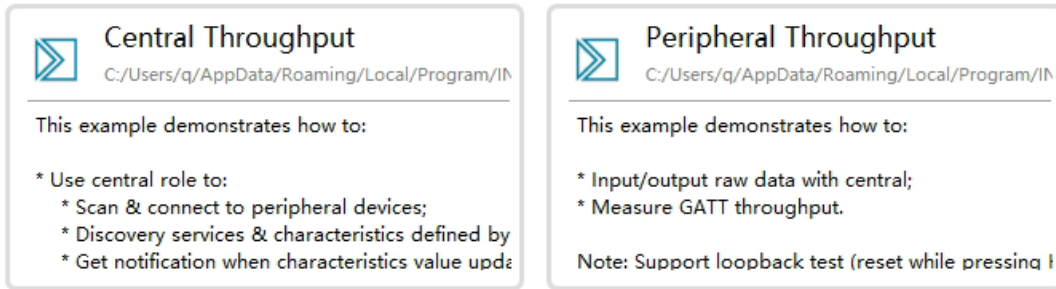 Central Throughput
C:/Users/q/AppData/Roaming/Local/Program/IN
This example demonstrates how to:
* Use central role to:
* Scan & connect to peripheral devices;
* Discovery services & characteristics defined by
* Get notification when characteristics value upda
Peripheral Throughput
C:/Users/q/AppData/Roaming/Local/Program/IN
This example demonstrates how to:
* Input/output raw data with central;
* Measure GATT throughput.
Note: Support loopback test (reset while pressing